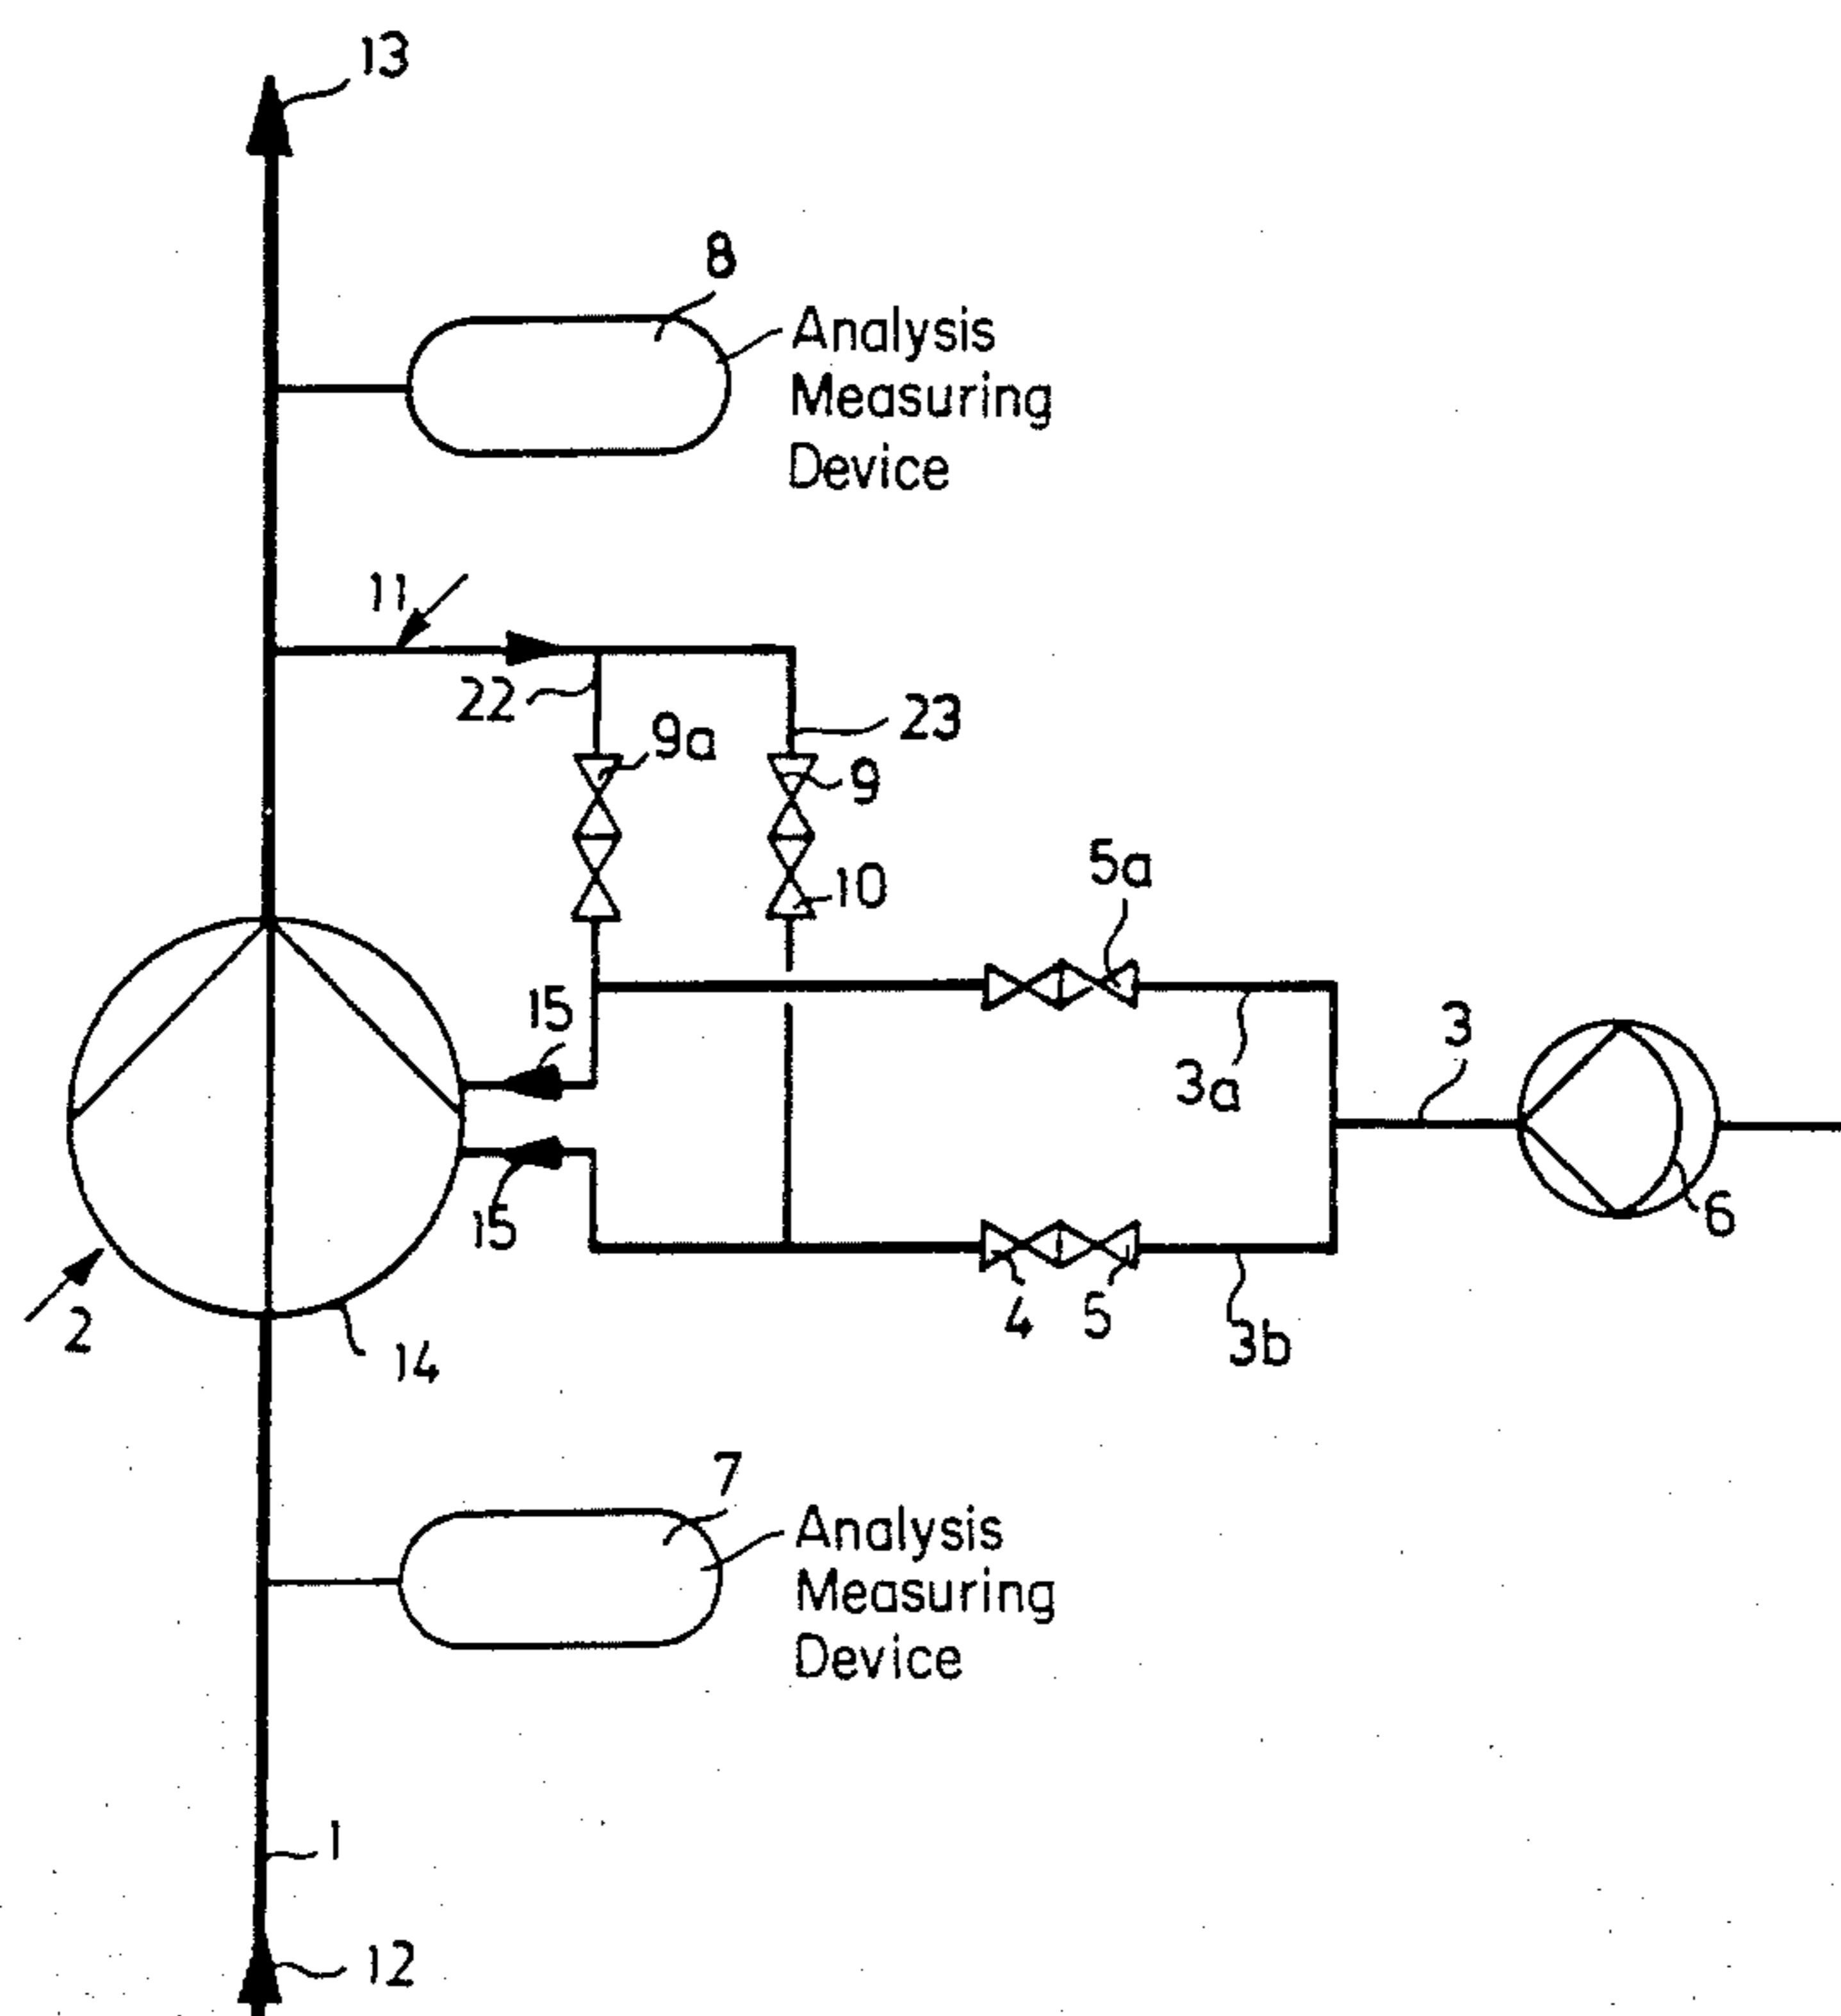 13
8
Analysis
Measuring
Device
11
22
23
9a
9
10
5a
15
3
3a
6
15
4
5
3b
2
14
7
Analysis
Measuring
Device
1
12